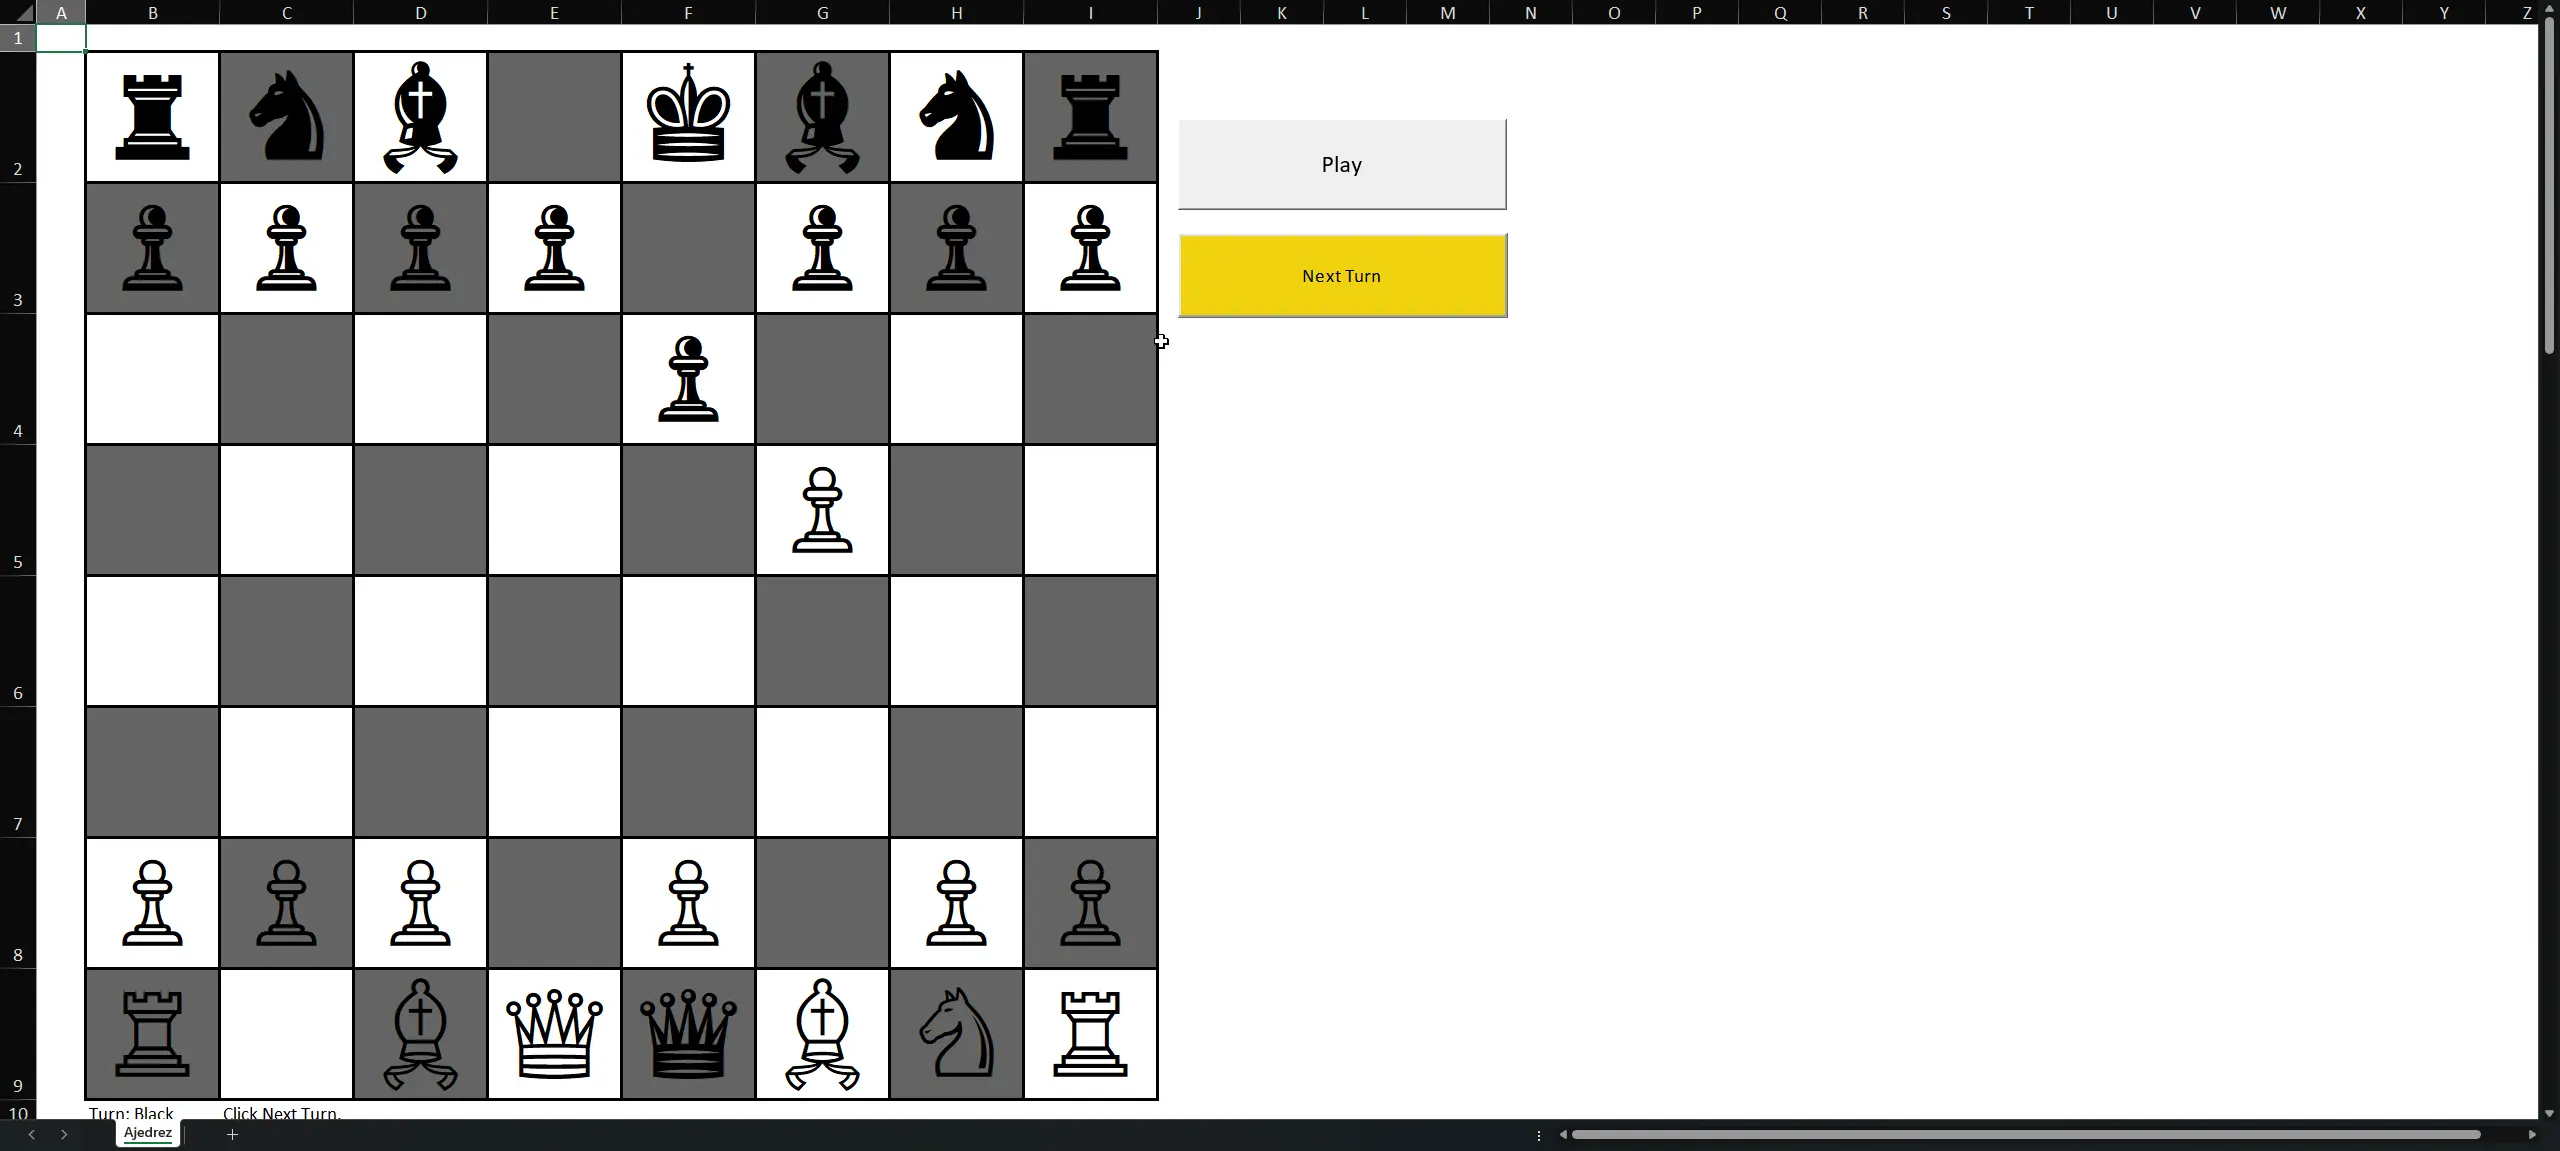 A B C D E F G H I J K L M N O P Q R S T U V W X Y Z
1
2
Play
3
Next Turn
4
5
6
7
8
9
10 Turn: Black Click Next Turn.
Ajedrez